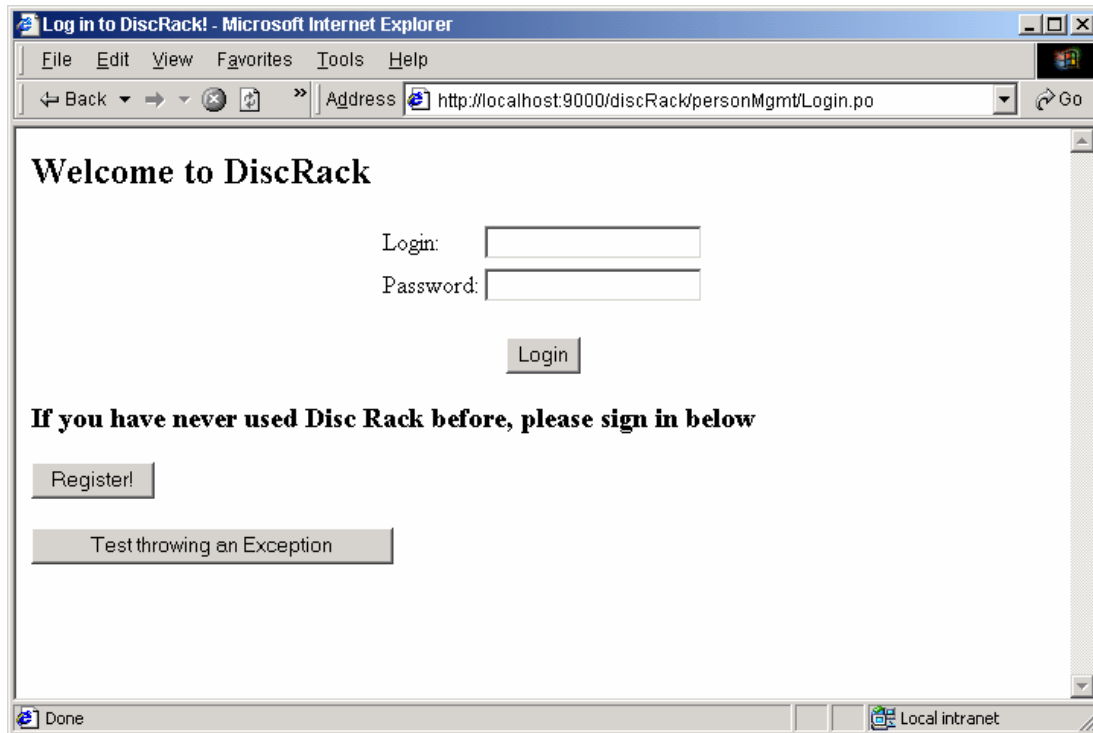 Log in to DiscRack! - Microsoft Internet Explorer
File Edit View Favorites Tools Help
Back » Address http://localhost:9000/discRack/personMgmt/Login.po Go
Welcome to DiscRack
Login:
Password:
Login
If you have never used Disc Rack before, please sign in below
Register!
Test throwing an Exception
Done Local intranet